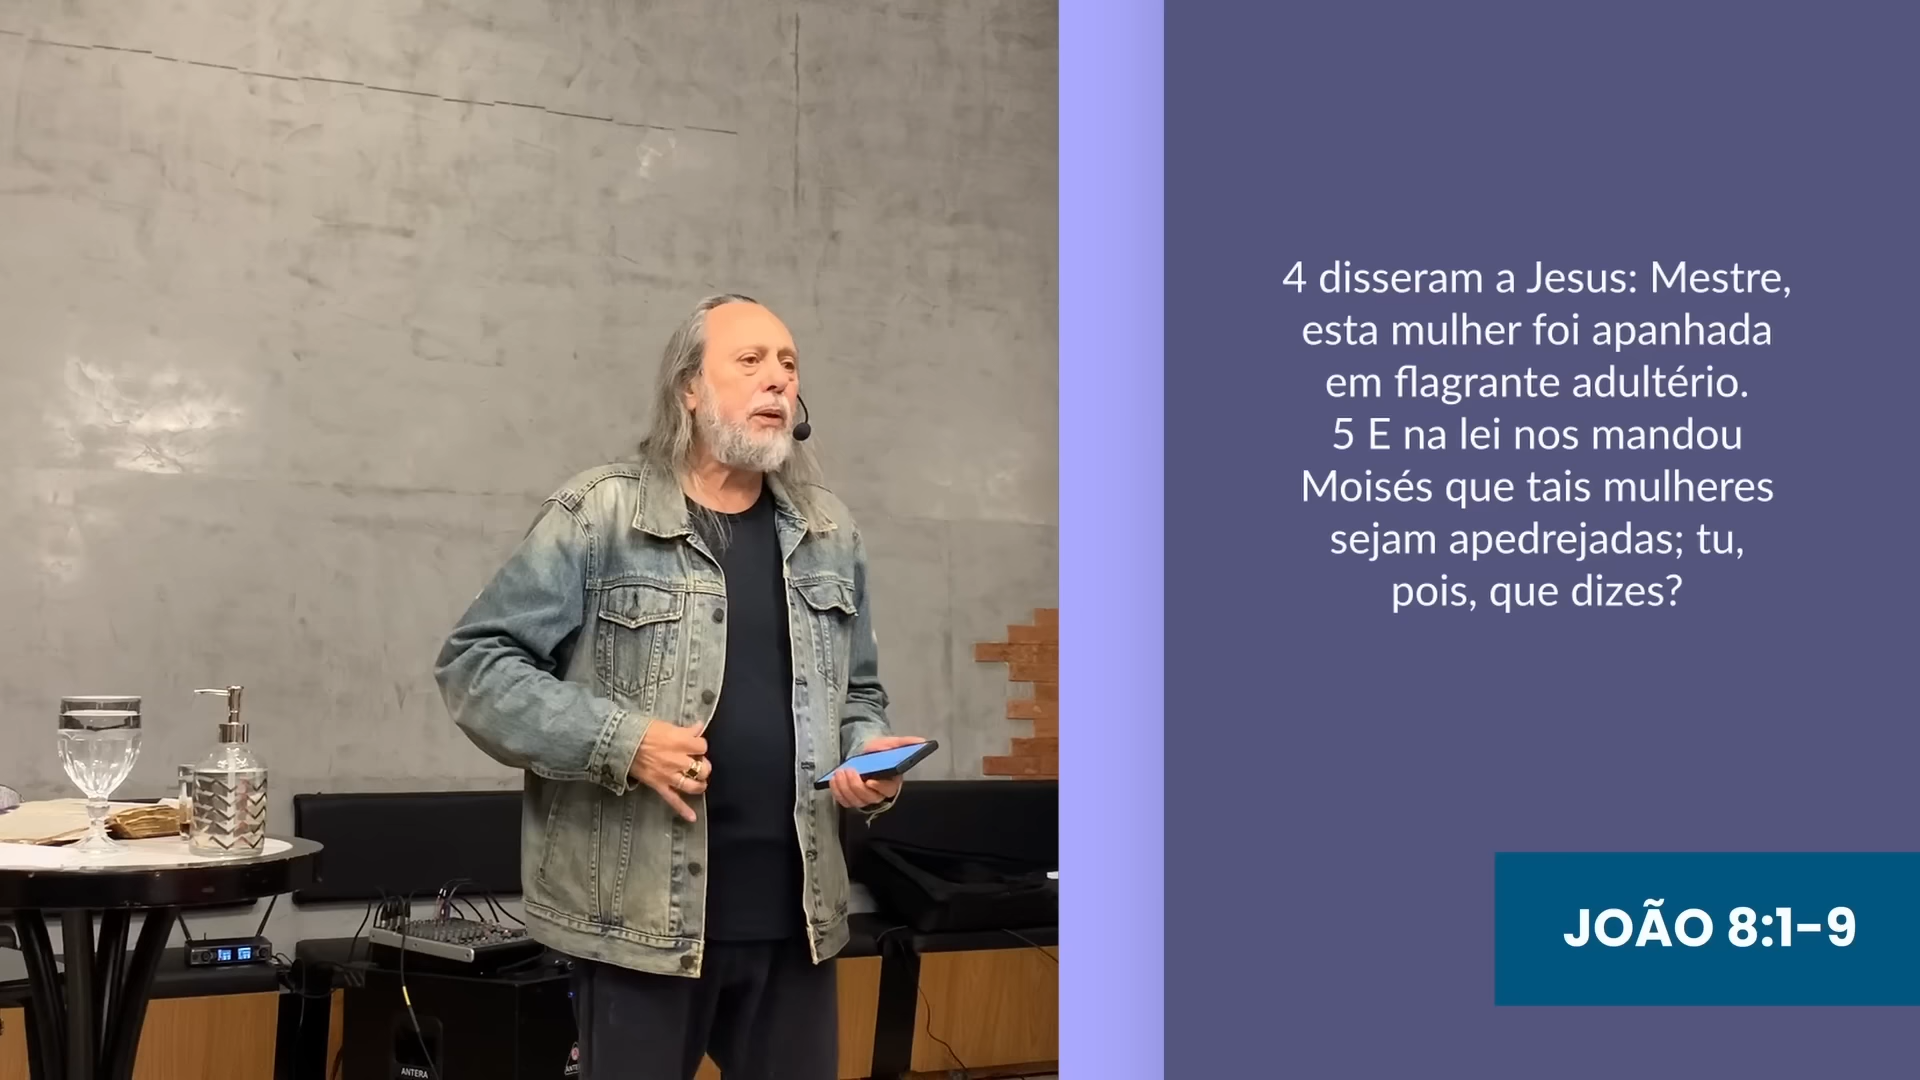 4 disseram a Jesus: Mestre,
esta mulher foi apanhada
em flagrante adultério.
5 E na lei nos mandou
Moisés que tais mulheres
sejam apedrejadas; tu,
pois, que dizes?
JOÃO 8:1-9
ANTERA